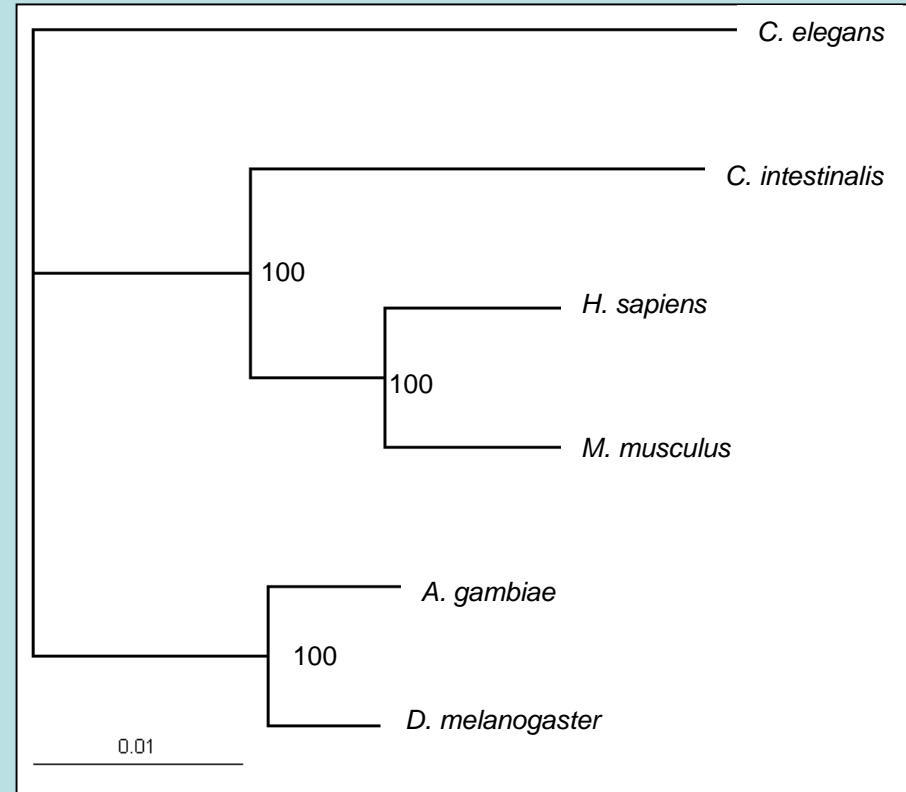 C. elegans
C. intestinalis
100
H. sapiens
100
M. musculus
A. gambiae
100
D. melanogaster
0.01